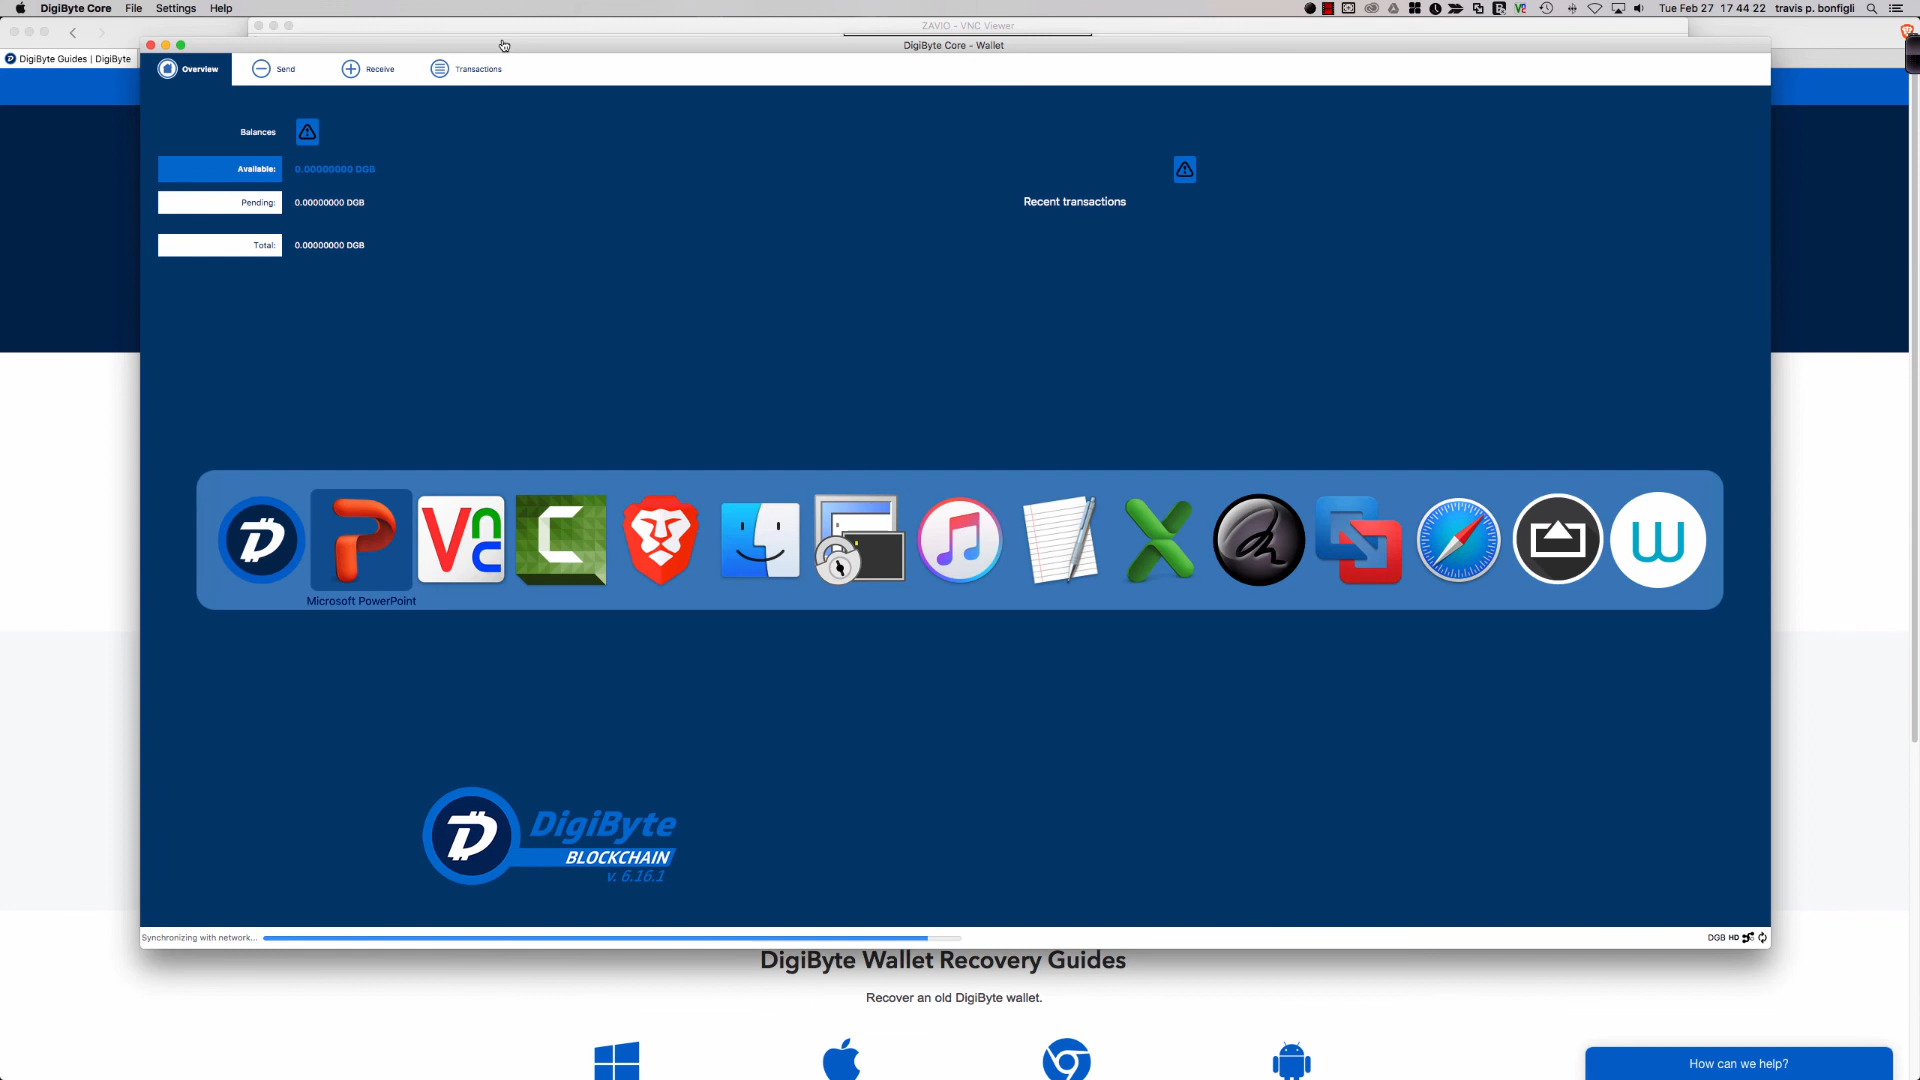 DigiByte Core File Settings Help
Tue Feb 27 17 44 22 travis p. bonfigli
ZAVIO - VNC Viewer
DigiByte Core - Wallet
DigiByte Guides | DigiByte
Overview Send Receive Transactions
Balances
Available: 0.00000000 DGB
Pending: 0.00000000 DGB
Recent transactions
Total: 0.00000000 DGB
Microsoft PowerPoint
DigiByte
BLOCKCHAIN
v. 6.16.1
Synchronizing with network...
DGB HD
DigiByte Wallet Recovery Guides
Recover an old DigiByte wallet.
How can we help?